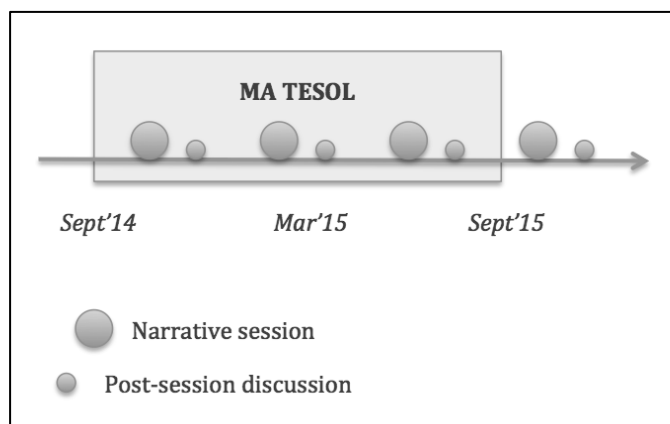 MA TESOL
Sept’14 Mar’15 Sept’15
Narrative session
Post-session discussion